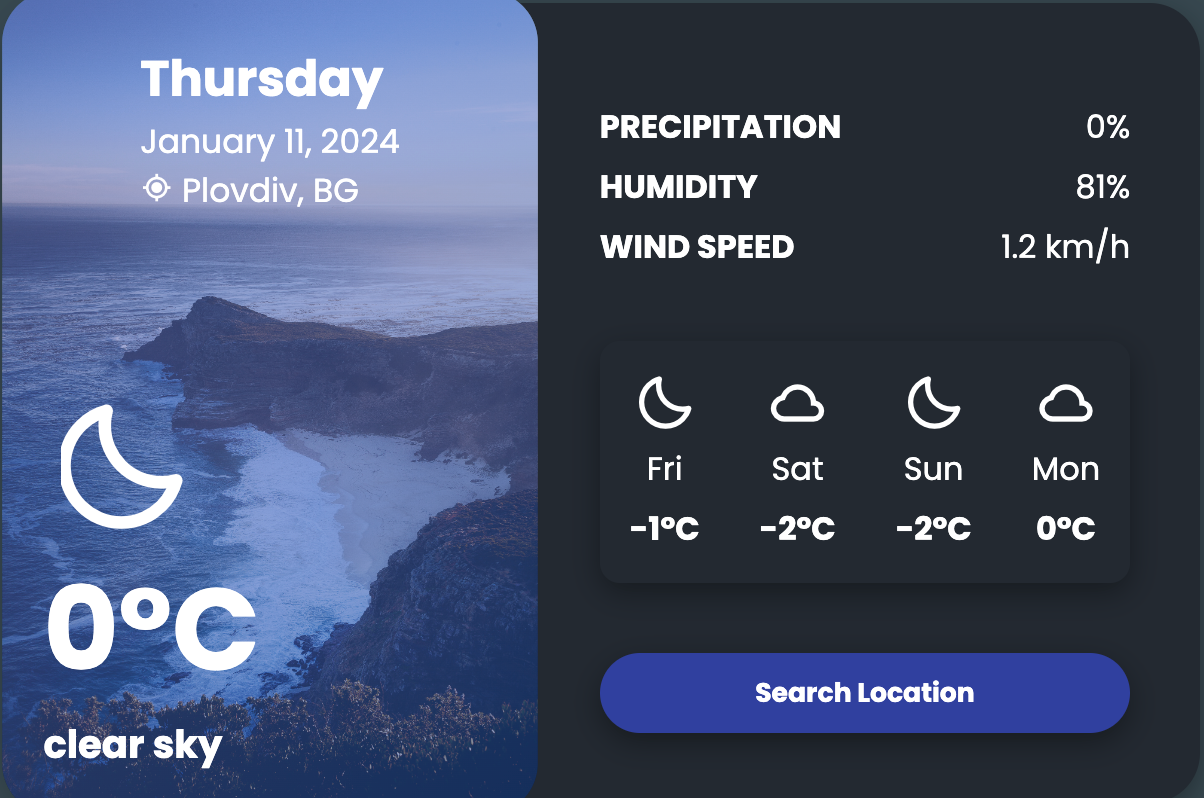 Thursday
January 11, 2024
Plovdiv, BG
0°C
clear sky
PRECIPITATION 0%
HUMIDITY 81%
WIND SPEED 1.2 km/h
Fri Sat Sun Mon
-1°C -2°C -2°C 0°C
Search Location